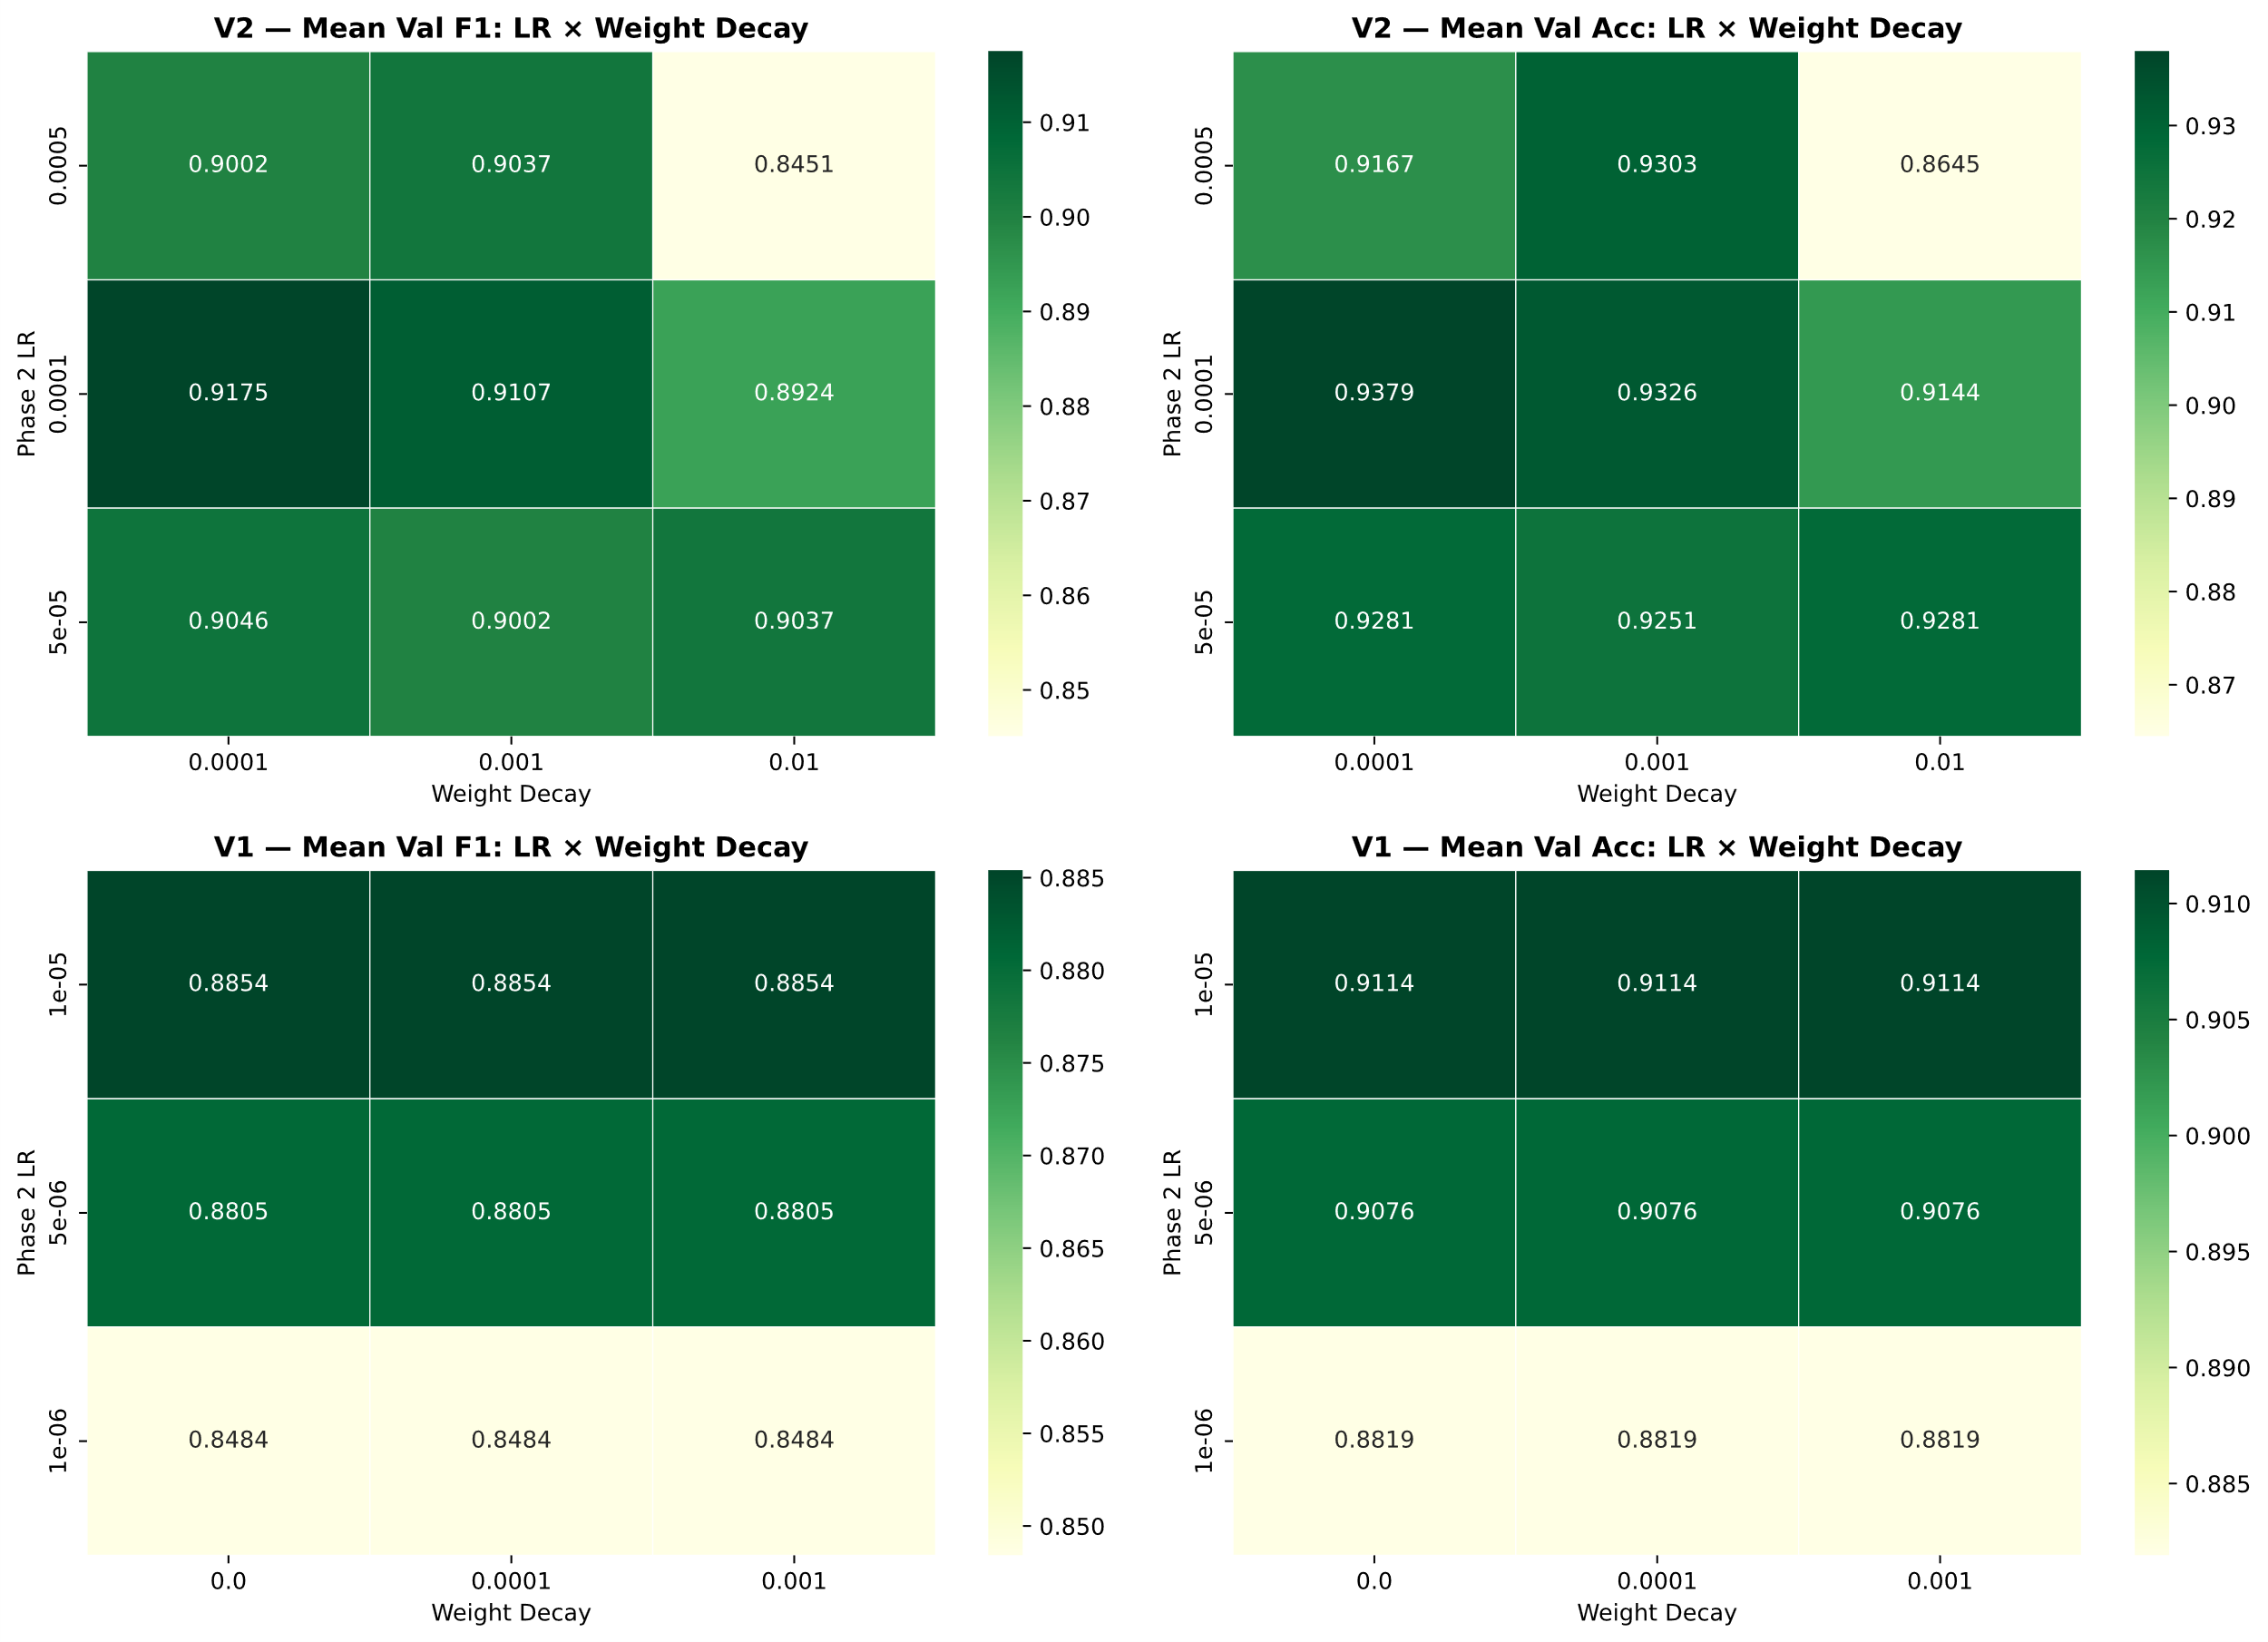 V2 — Mean Val F1: LR × Weight Decay
Phase 2 LR
0.0005
0.0001
5e-05
0.9002 0.9037 0.8451
0.9175 0.9107 0.8924
0.9046 0.9002 0.9037
0.0001 0.001 0.01
Weight Decay
0.91
0.90
0.89
0.88
0.87
0.86
0.85
V2 — Mean Val Acc: LR × Weight Decay
Phase 2 LR
0.0005
0.0001
5e-05
0.9167 0.9303 0.8645
0.9379 0.9326 0.9144
0.9281 0.9251 0.9281
0.0001 0.001 0.01
Weight Decay
0.93
0.92
0.91
0.90
0.89
0.88
0.87
V1 — Mean Val F1: LR × Weight Decay
Phase 2 LR
1e-05
5e-06
1e-06
0.8854 0.8854 0.8854
0.8805 0.8805 0.8805
0.8484 0.8484 0.8484
0.0 0.0001 0.001
Weight Decay
0.885
0.880
0.875
0.870
0.865
0.860
0.855
0.850
V1 — Mean Val Acc: LR × Weight Decay
Phase 2 LR
1e-05
5e-06
1e-06
0.9114 0.9114 0.9114
0.9076 0.9076 0.9076
0.8819 0.8819 0.8819
0.0 0.0001 0.001
Weight Decay
0.910
0.905
0.900
0.895
0.890
0.885